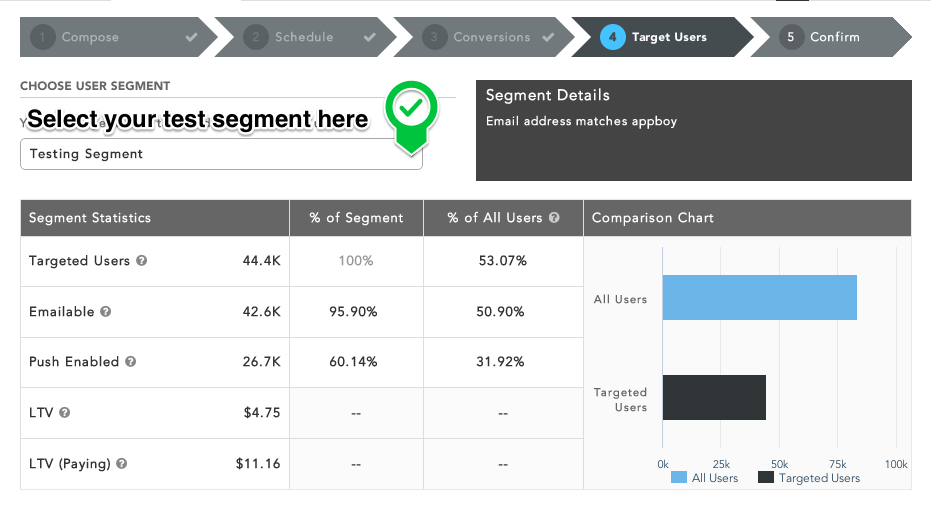 1 Compose 2 Schedule 3 Conversions 4 Target Users 5 Confirm
CHOOSE USER SEGMENT
Select your test segment here
Testing Segment
Segment Details
Email address matches appboy
Segment Statistics % of Segment % of All Users ? Comparison Chart
Targeted Users ? 44.4K 100% 53.07%
Emailable ? 42.6K 95.90% 50.90%
Push Enabled ? 26.7K 60.14% 31.92%
LTV ? $4.75 -- --
LTV (Paying) ? $11.16 -- --
All Users
Targeted
Users
0k 25k 50k 75k 100k
All Users Targeted Users